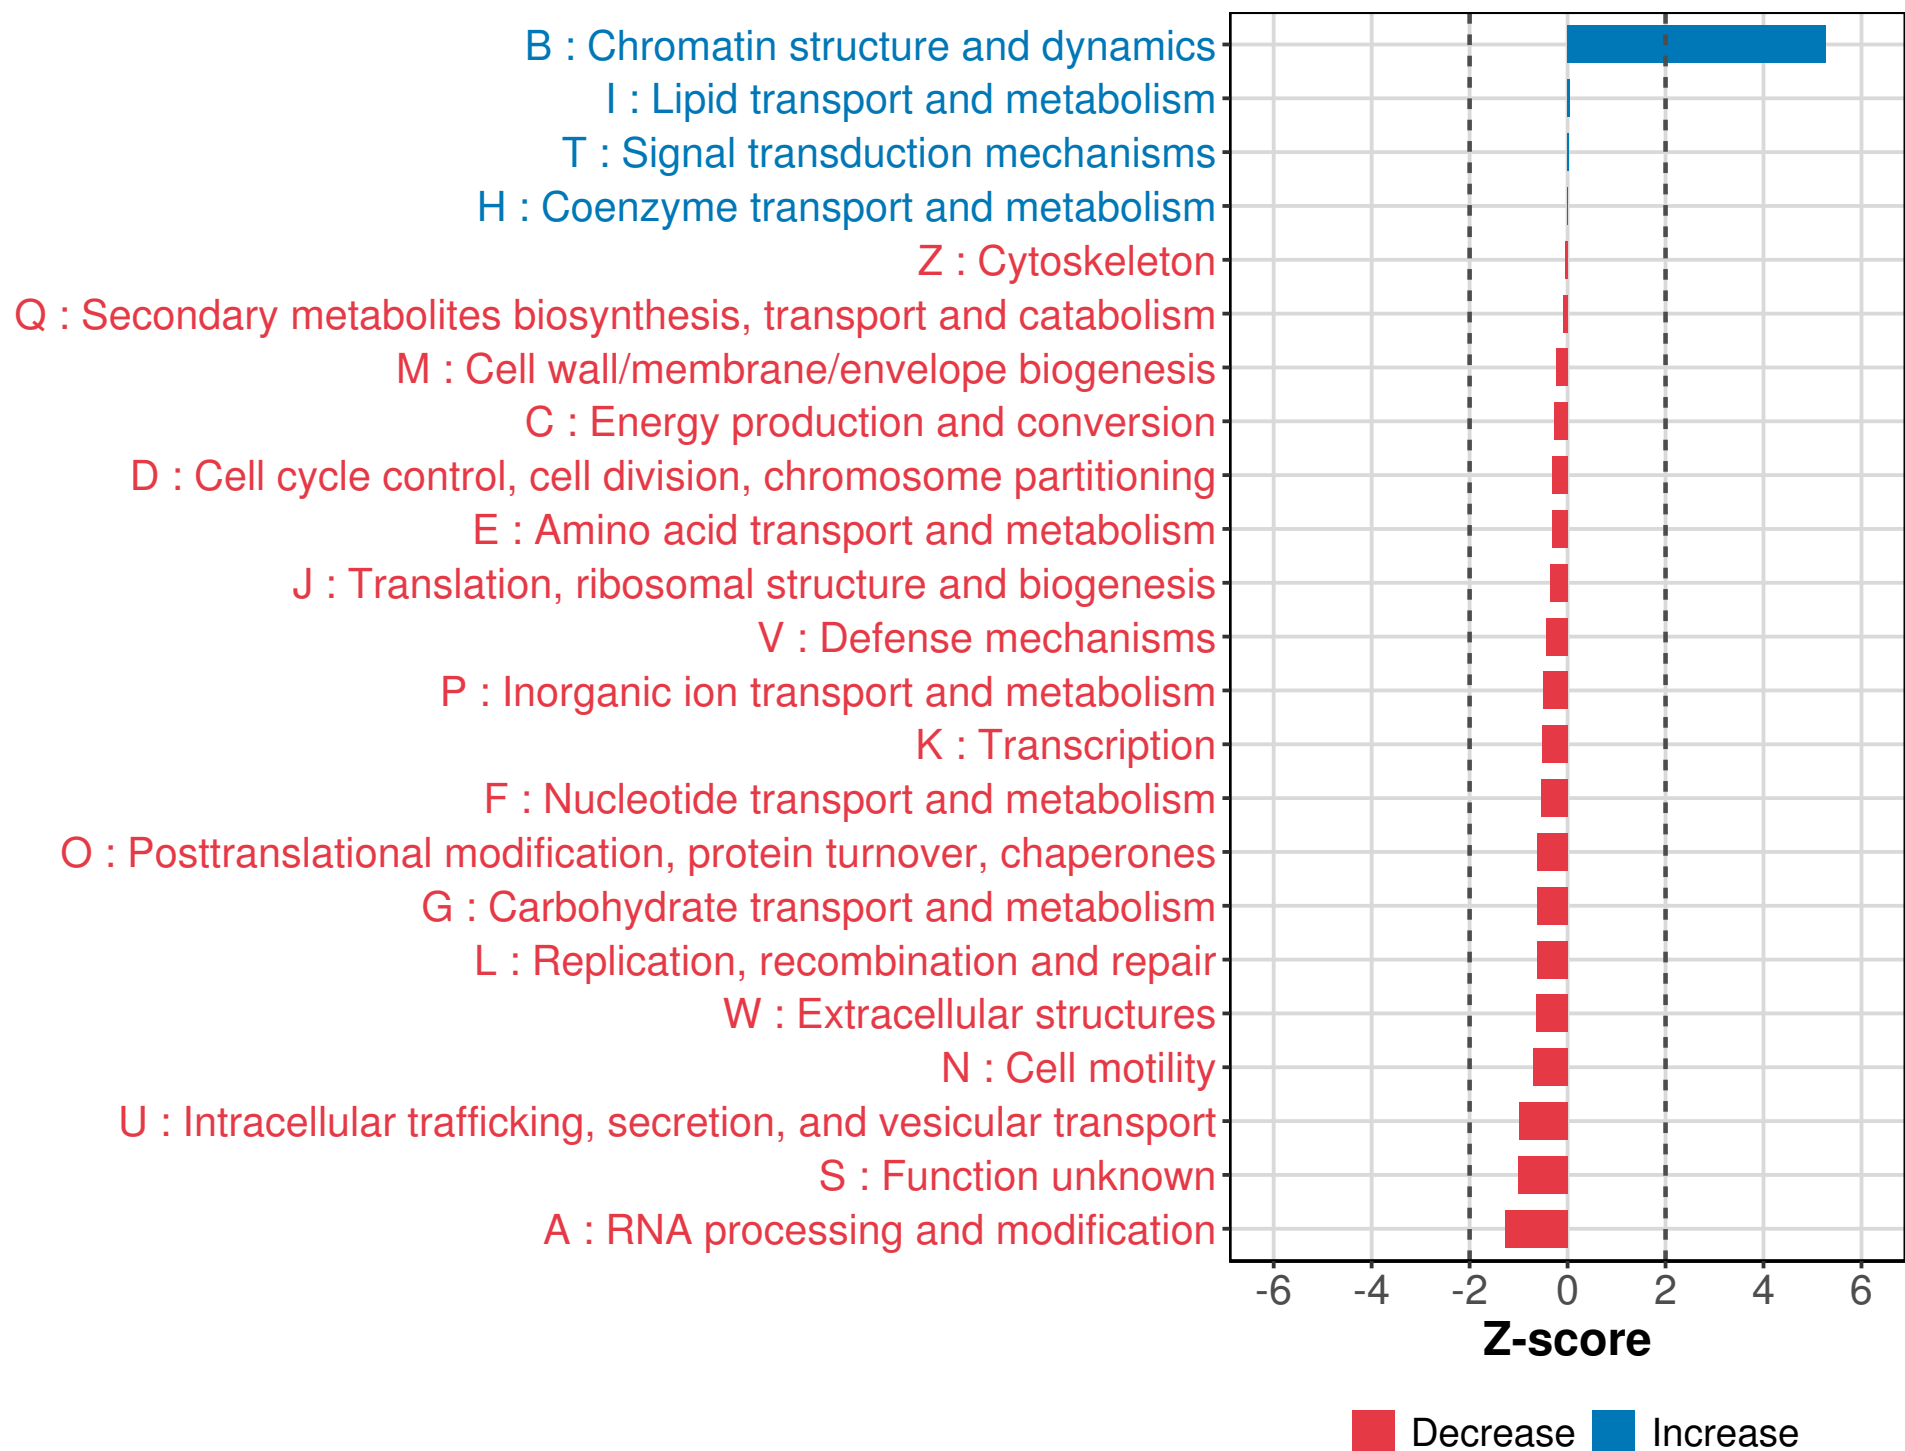 B : Chromatin structure and dynamics
I : Lipid transport and metabolism
T : Signal transduction mechanisms
H : Coenzyme transport and metabolism
Z : Cytoskeleton
Q : Secondary metabolites biosynthesis, transport and catabolism
M : Cell wall/membrane/envelope biogenesis
C : Energy production and conversion
D : Cell cycle control, cell division, chromosome partitioning
E : Amino acid transport and metabolism
J : Translation, ribosomal structure and biogenesis
V : Defense mechanisms
P : Inorganic ion transport and metabolism
K : Transcription
F : Nucleotide transport and metabolism
O : Posttranslational modification, protein turnover, chaperones
G : Carbohydrate transport and metabolism
L : Replication, recombination and repair
W : Extracellular structures
N : Cell motility
U : Intracellular trafficking, secretion, and vesicular transport
S : Function unknown
A : RNA processing and modification
-6 -4 -2 0 2 4 6
Z-score
Decrease Increase